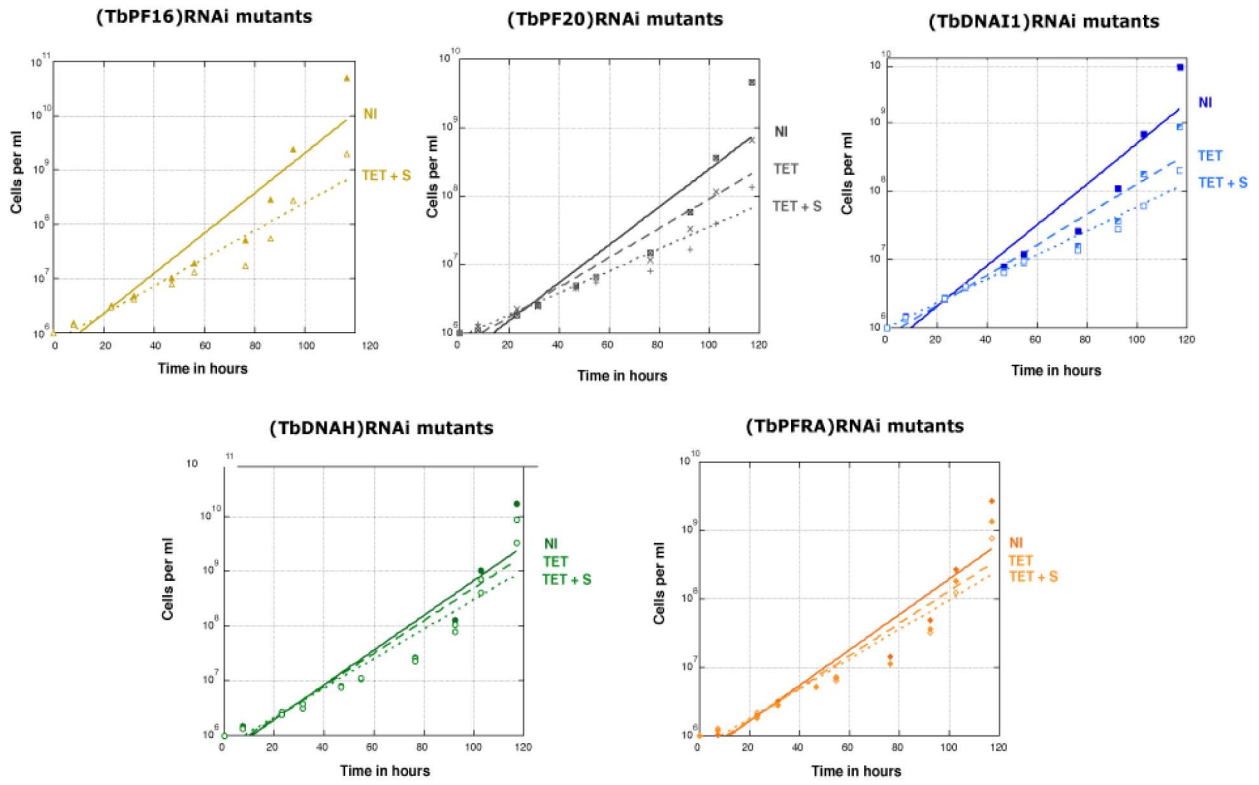 (TbPF16)RNAi mutants
10^11
10^10
10^9
10^8
10^7
10^6
Cells per ml
0 20 40 60 80 100 120
Time in hours
NI
TET + S
(TbPF20)RNAi mutants
10^10
10^9
10^8
10^7
10^6
Cells per ml
0 20 40 60 80 100 120
Time in hours
NI
TET
TET + S
(TbDNAI1)RNAi mutants
10^10
10^9
10^8
10^7
10^6
Cells per ml
0 20 40 60 80 100 120
Time in hours
NI
TET
TET + S
(TbDNAH)RNAi mutants
10^11
10^10
10^9
10^8
10^7
10^6
Cells per ml
0 20 40 60 80 100 120
Time in hours
NI
TET
TET + S
(TbPFRA)RNAi mutants
10^10
10^9
10^8
10^7
10^6
Cells per ml
0 20 40 60 80 100 120
Time in hours
NI
TET
TET + S